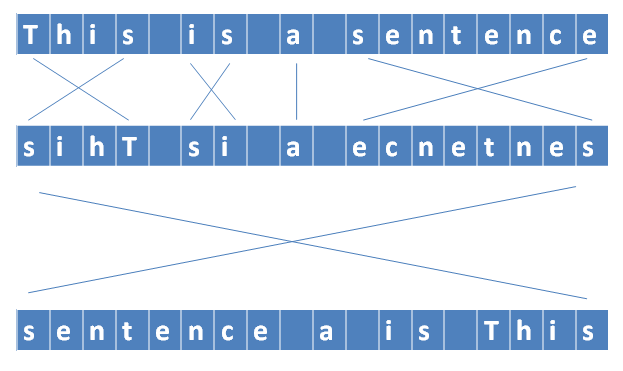 This is a sentence
sihT si a ecnetnes
sentence a is This